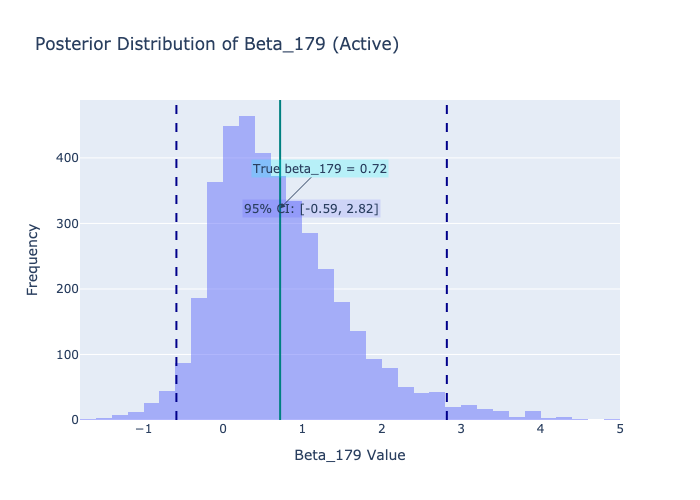 Posterior Distribution of Beta_179 (Active)
True beta_179 = 0.72
95% CI: [-0.59, 2.82]
Frequency
400
300
200
100
0
−1
0
1
2
3
4
5
Beta_179 Value